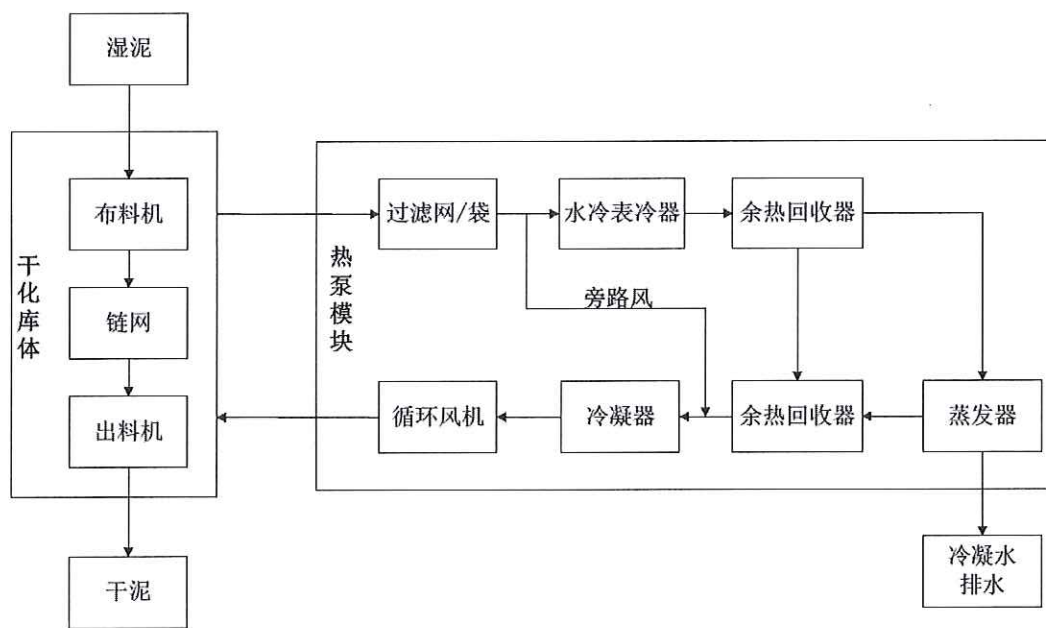 湿泥
干化库体
布料机
链网
出料机
干泥
热泵模块
过滤网/袋
水冷表冷器
余热回收器
旁路风
循环风机
冷凝器
余热回收器
蒸发器
冷凝水
排水